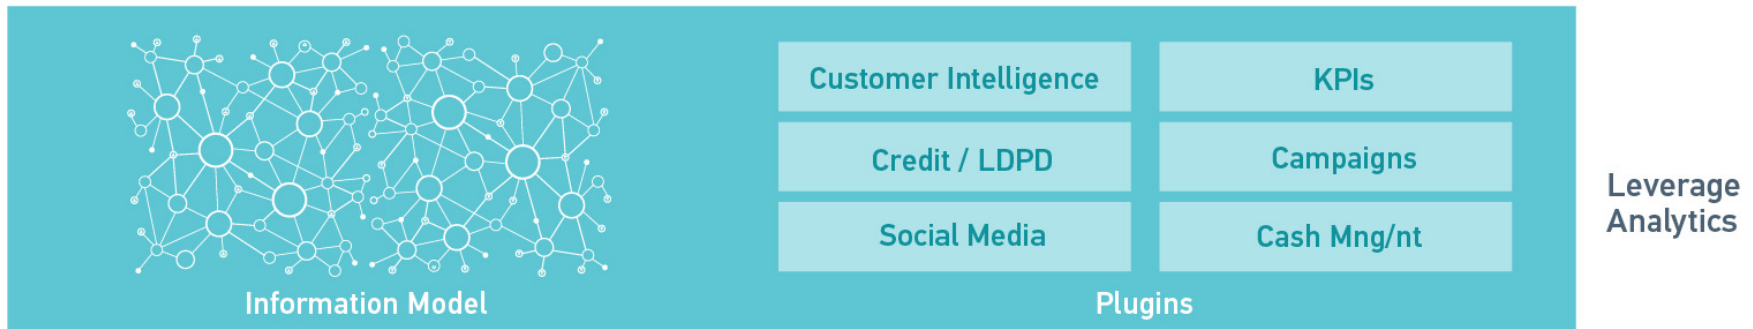 Customer Intelligence
KPIs
Credit / LDPD
Campaigns
Social Media
Cash Mng/nt
Information Model
Plugins
Leverage
Analytics